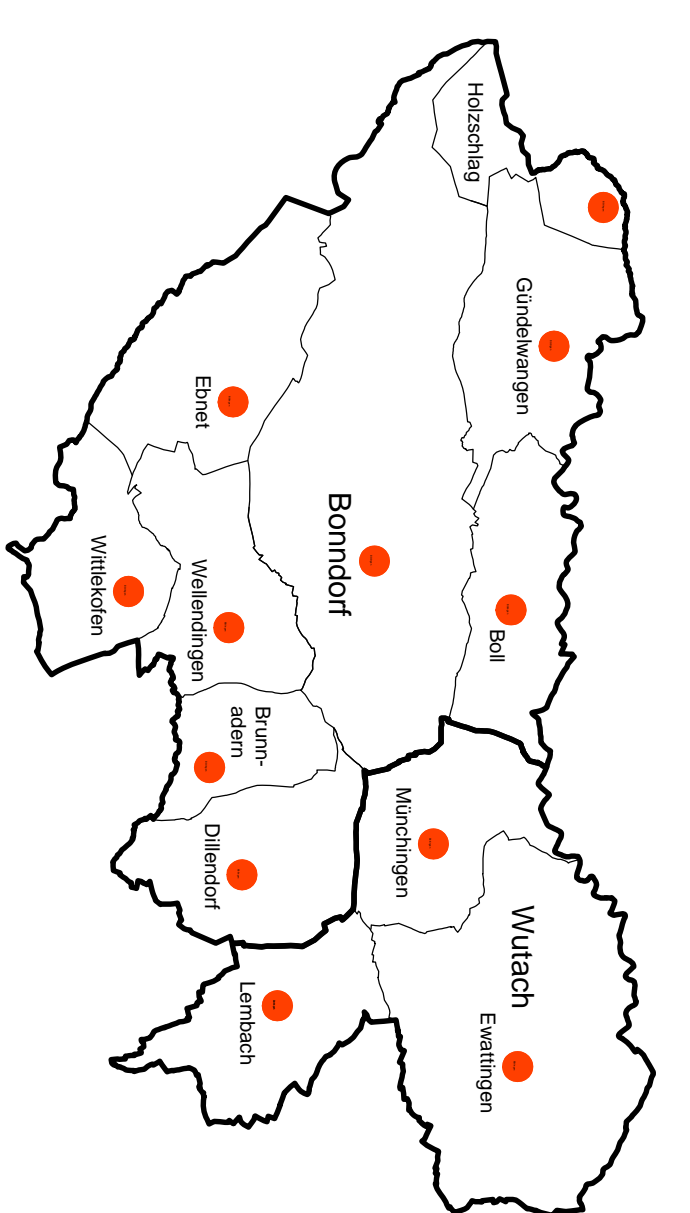 Holzschlag
Gündelwangen
Boll
Ebnet
Bonndorf
Wittlekofen
Wellendingen
Brunn-
adern
Dillendorf
Münchingen
Wutach
Ewattingen
Lembach